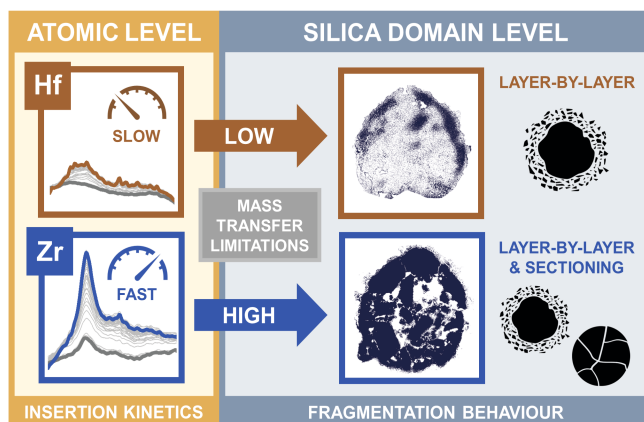 ATOMIC LEVEL
SILICA DOMAIN LEVEL
Hf
SLOW
LOW
LAYER-BY-LAYER
MASS
TRANSFER
LIMITATIONS
Zr
FAST
HIGH
LAYER-BY-LAYER
& SECTIONING
INSERTION KINETICS
FRAGMENTATION BEHAVIOUR